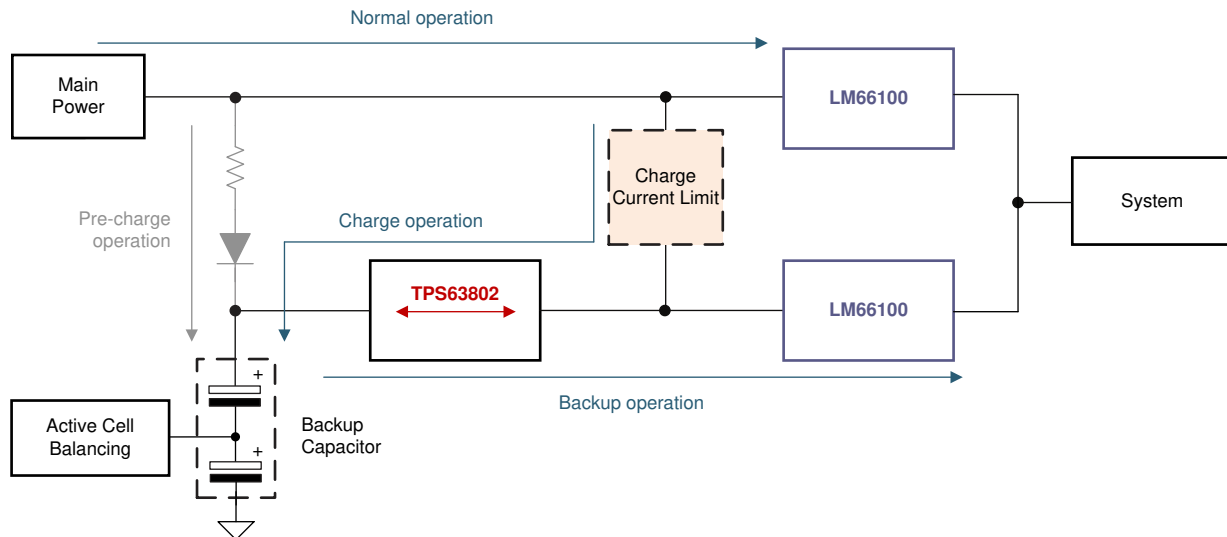 Normal operation
Main
Power
LM66100
Charge
Current Limit
Pre-charge
operation
Charge operation
System
TPS63802
LM66100
+
Backup operation
Active Cell
Balancing
Backup
Capacitor
+